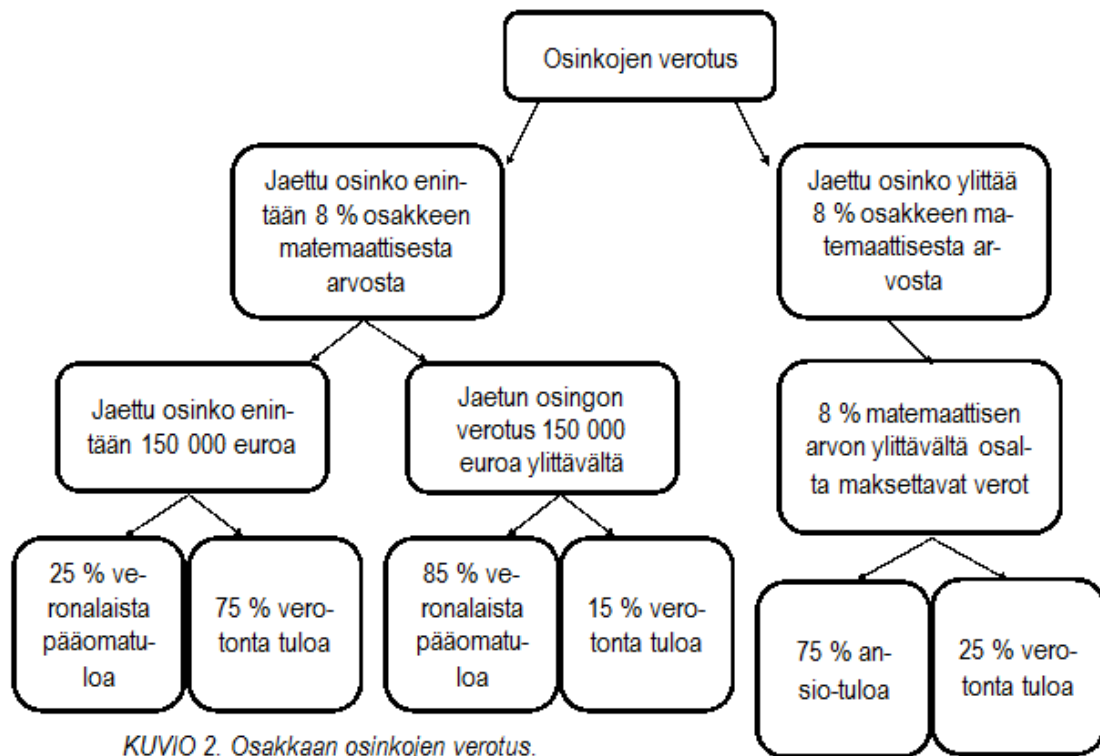 Osinkojen verotus
Jaettu osinko enin-
tään 8 % osakkeen
matemaattisesta
arvosta
Jaettu osinko ylittää
8 % osakkeen ma-
temaattisesta ar-
vosta
Jaettu osinko enin-
tään 150 000 euroa
Jaetun osingon
verotus 150 000
euroa ylittävältä
8 % matemaattisen
arvon ylittävältä osal-
ta maksettavat verot
25 % ve-
ronalaista
pääomatu-
loa
75 % vero-
tonta tuloa
85 % ve-
ronalaista
pääomatu-
loa
15 % vero-
tonta tuloa
75 % an-
sio-tuloa
25 % vero-
tonta tuloa
KUVIO 2. Osakkaan osinkojen verotus.